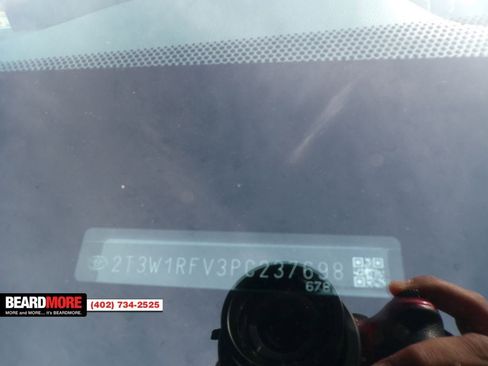 2T3W1RFV3PC237698
678
BEARDMORE
MORE and MORE... it's BEARDMORE.
(402) 734-2525